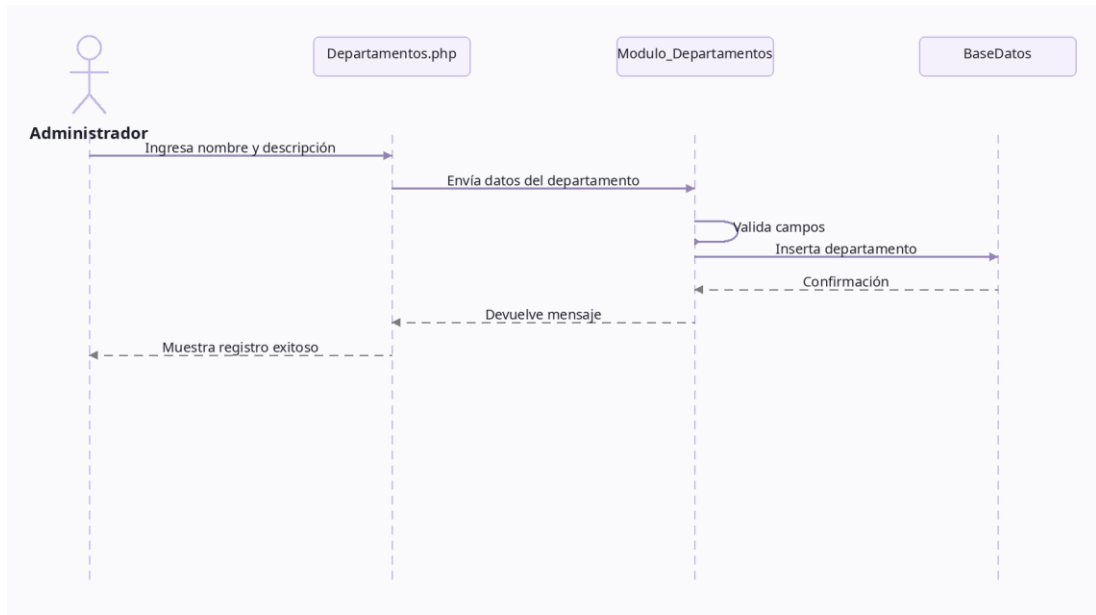 Departamentos.php
Modulo_Departamentos
BaseDatos
Administrador
Ingresa nombre y descripción
Envía datos del departamento
Valida campos
Inserta departamento
Confirmación
Devuelve mensaje
Muestra registro exitoso